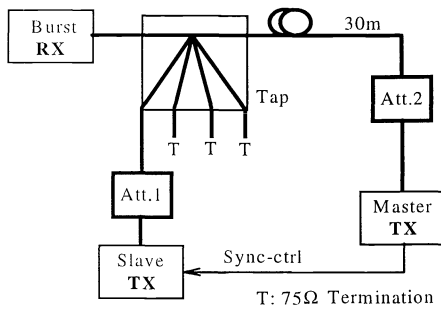 Burst
RX
30m
Tap
Att.2
T T T
Att.1
Master
TX
Slave
TX
Sync-ctrl
T: 75Ω Termination